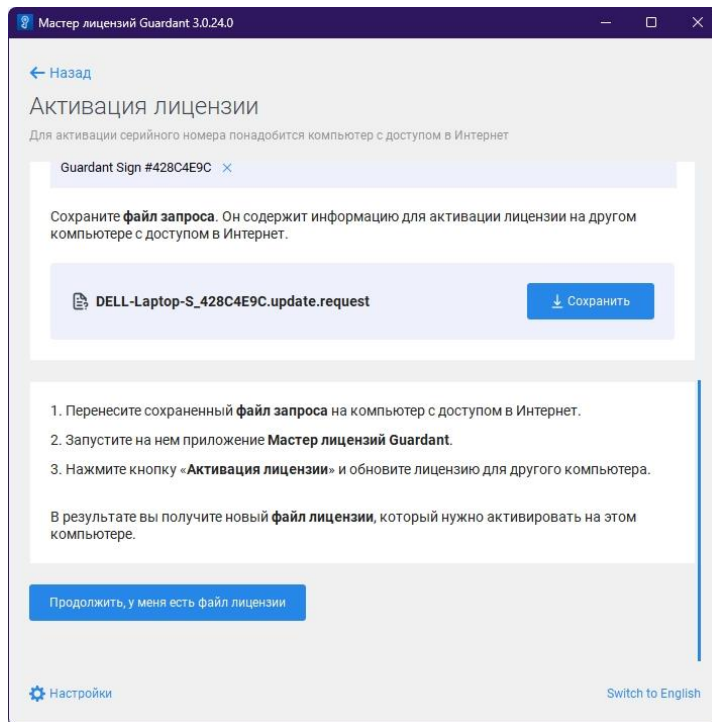 Мастер лицензий Guardant 3.0.24.0
Назад
Активация лицензии
Для активации серийного номера понадобится компьютер с доступом в Интернет
Guardant Sign #428C4E9C
Сохраните файл запроса. Он содержит информацию для активации лицензии на другом
компьютере с доступом в Интернет.
DELL-Laptop-S_428C4E9C.update.request
Сохранить
1. Перенесите сохраненный файл запроса на компьютер с доступом в Интернет.
2. Запустите на нем приложение Мастер лицензий Guardant.
3. Нажмите кнопку «Активация лицензии» и обновите лицензию для другого компьютера.
В результате вы получите новый файл лицензии, который нужно активировать на этом
компьютере.
Продолжить, у меня есть файл лицензии
Настройки
Switch to English